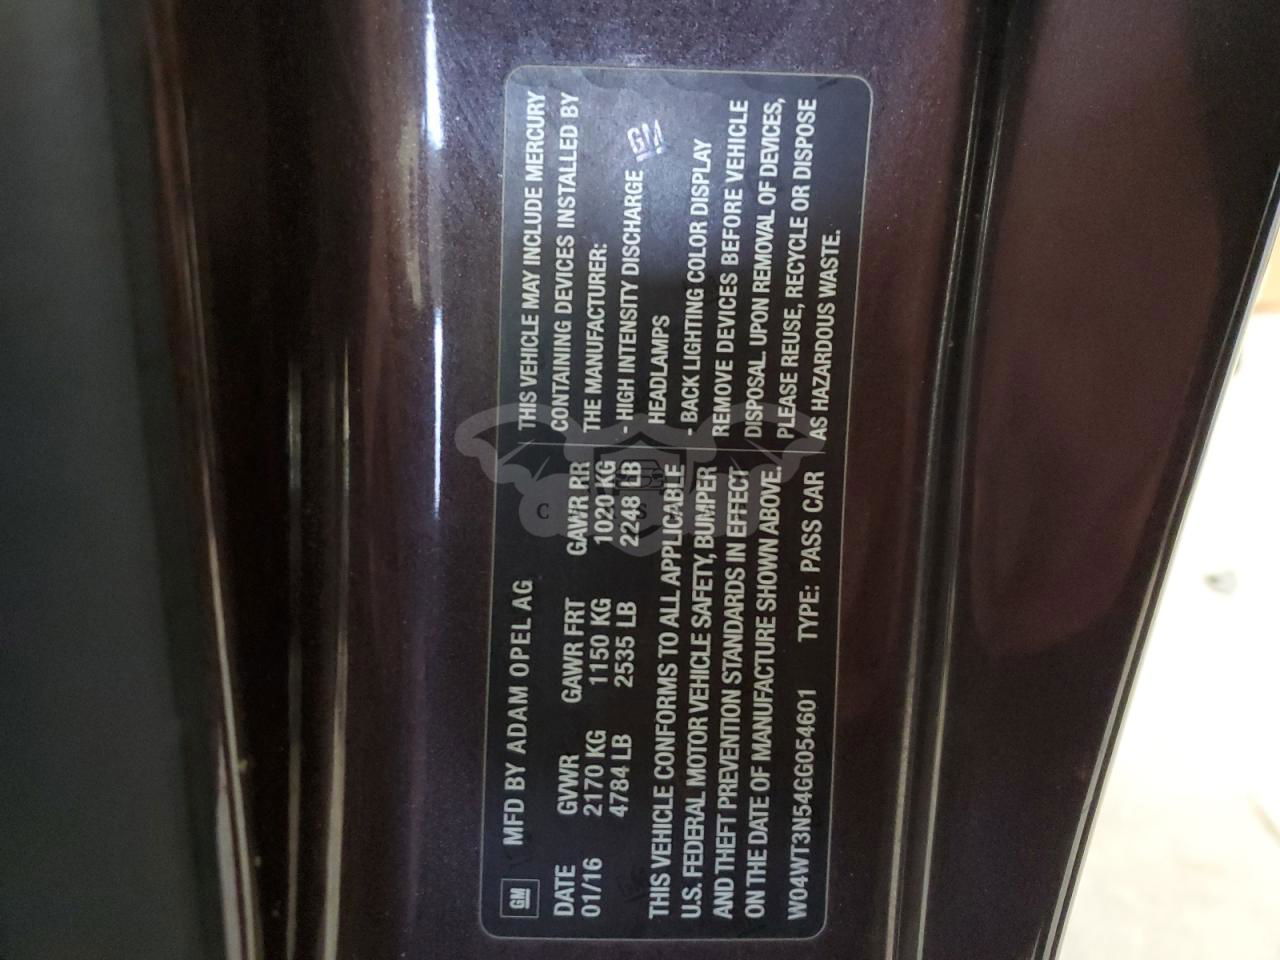 GM MFD BY ADAM OPEL AG
DATE GVWR GAWR FRT GAWR RR
01/16 2170 KG 1150 KG 1020 KG
4784 LB 2535 LB 2248 LB
THIS VEHICLE CONFORMS TO ALL APPLICABLE
U.S. FEDERAL MOTOR VEHICLE SAFETY, BUMPER
AND THEFT PREVENTION STANDARDS IN EFFECT
ON THE DATE OF MANUFACTURE SHOWN ABOVE.
W04WT3N54GG054601 TYPE: PASS CAR
THIS VEHICLE MAY INCLUDE MERCURY
CONTAINING DEVICES INSTALLED BY
THE MANUFACTURER:
- HIGH INTENSITY DISCHARGE GM
HEADLAMPS
- BACK LIGHTING COLOR DISPLAY
REMOVE DEVICES BEFORE VEHICLE
DISPOSAL. UPON REMOVAL OF DEVICES,
PLEASE REUSE, RECYCLE OR DISPOSE
AS HAZARDOUS WASTE.